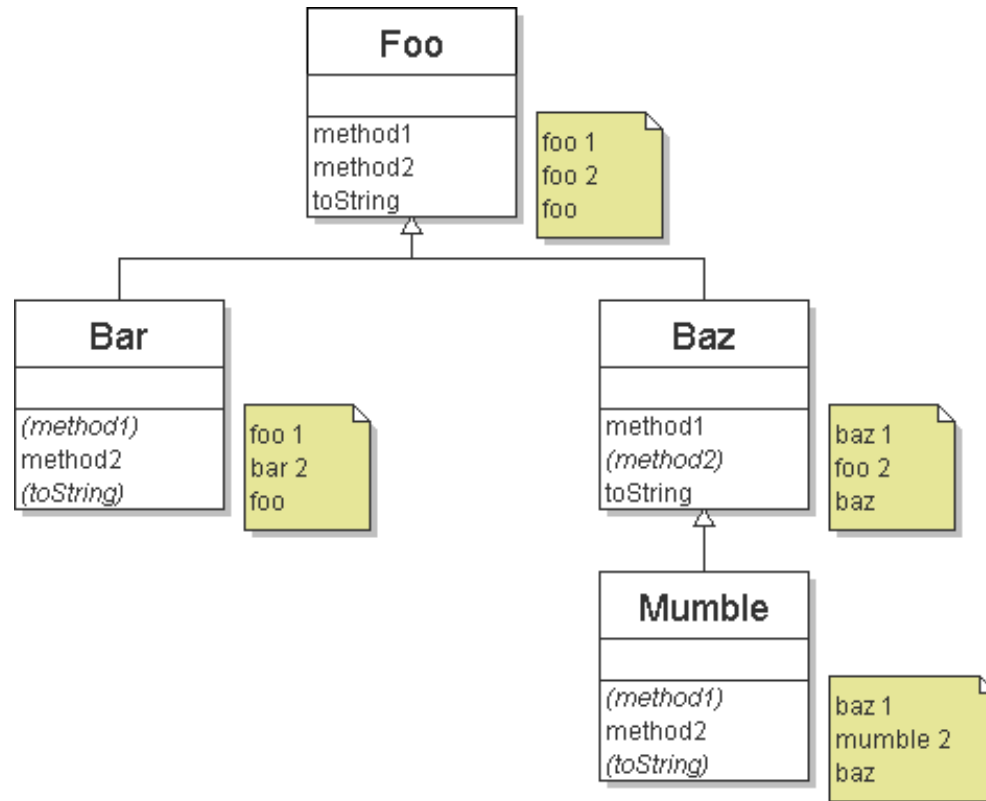 Foo
method1
method2
toString
foo 1
foo 2
foo
Bar
(method1)
method2
(toString)
foo 1
bar 2
foo
Baz
method1
(method2)
toString
baz 1
foo 2
baz
Mumble
(method1)
method2
(toString)
baz 1
mumble 2
baz